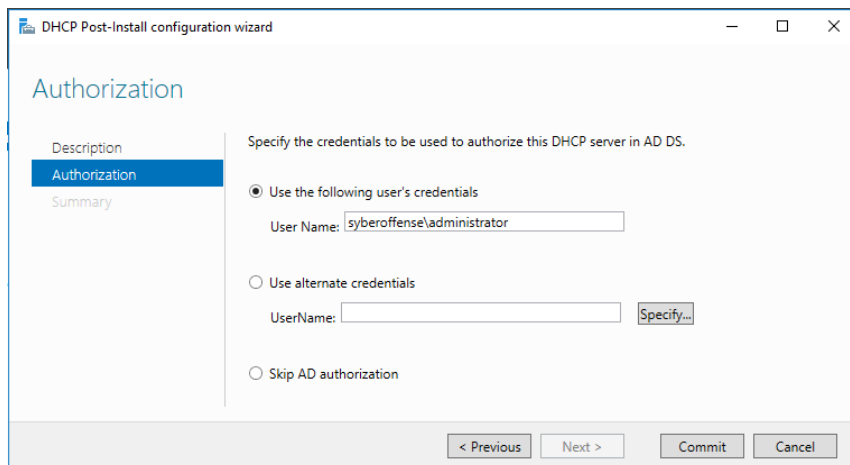 DHCP Post-Install configuration wizard
Authorization
Description
Authorization
Summary
Specify the credentials to be used to authorize this DHCP server in AD DS.
Use the following user's credentials
User Name: syberoffense\administrator
Use alternate credentials
UserName:
Specify...
Skip AD authorization
< Previous
Next >
Commit
Cancel